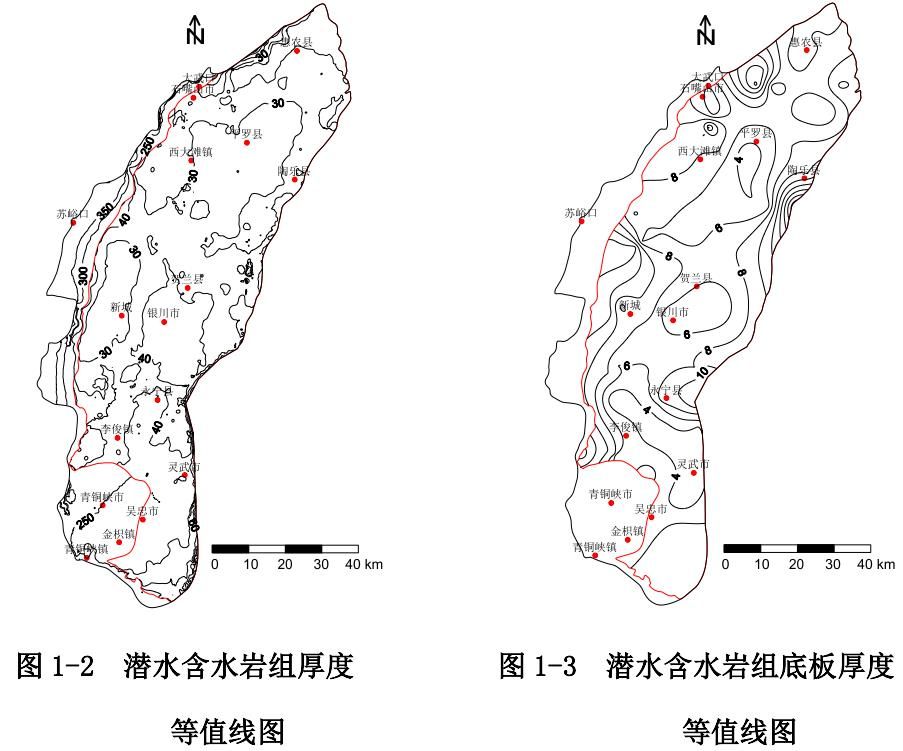 N
惠农县
30
大武口
石嘴山市
30
平罗县
250
西大滩镇
30
陶乐县
350
苏峪口
40
30
300
贺兰县
新城
银川市
30
40
永宁县
40
李俊镇
灵武市
青铜峡市
250
吴忠市
金枳镇
青铜峡镇
0 10 20 30 40 km
图 1-2 潜水含水岩组厚度
等值线图
N
惠农县
大武口
石嘴山市
平罗县
4
西大滩镇
8
陶乐县
苏峪口
8
8
8
贺兰县
新城
银川市
6
8
6
10
永宁县
4
李俊镇
灵武市
4
青铜峡市
吴忠市
金枳镇
青铜峡镇
0 10 20 30 40 km
图 1-3 潜水含水岩组底板厚度
等值线图